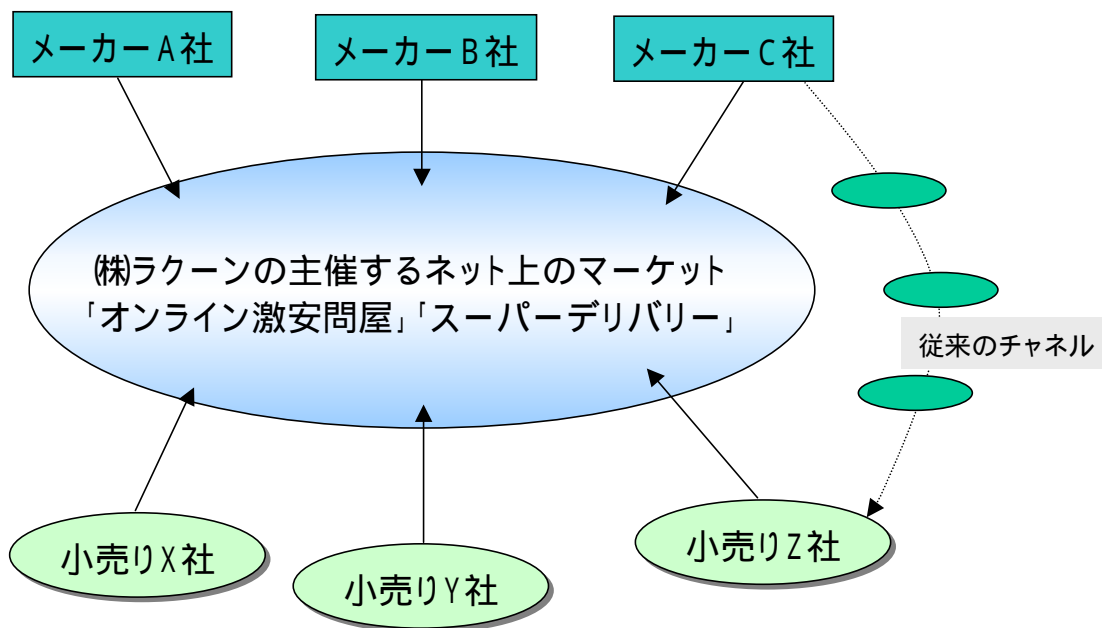 メーカーA社
メーカーB社
メーカーC社
㈱ラクーンの主催するネット上のマーケット
「オンライン激安問屋」「スーパーデリバリー」
従来のチャネル
小売りX社
小売りY社
小売りZ社